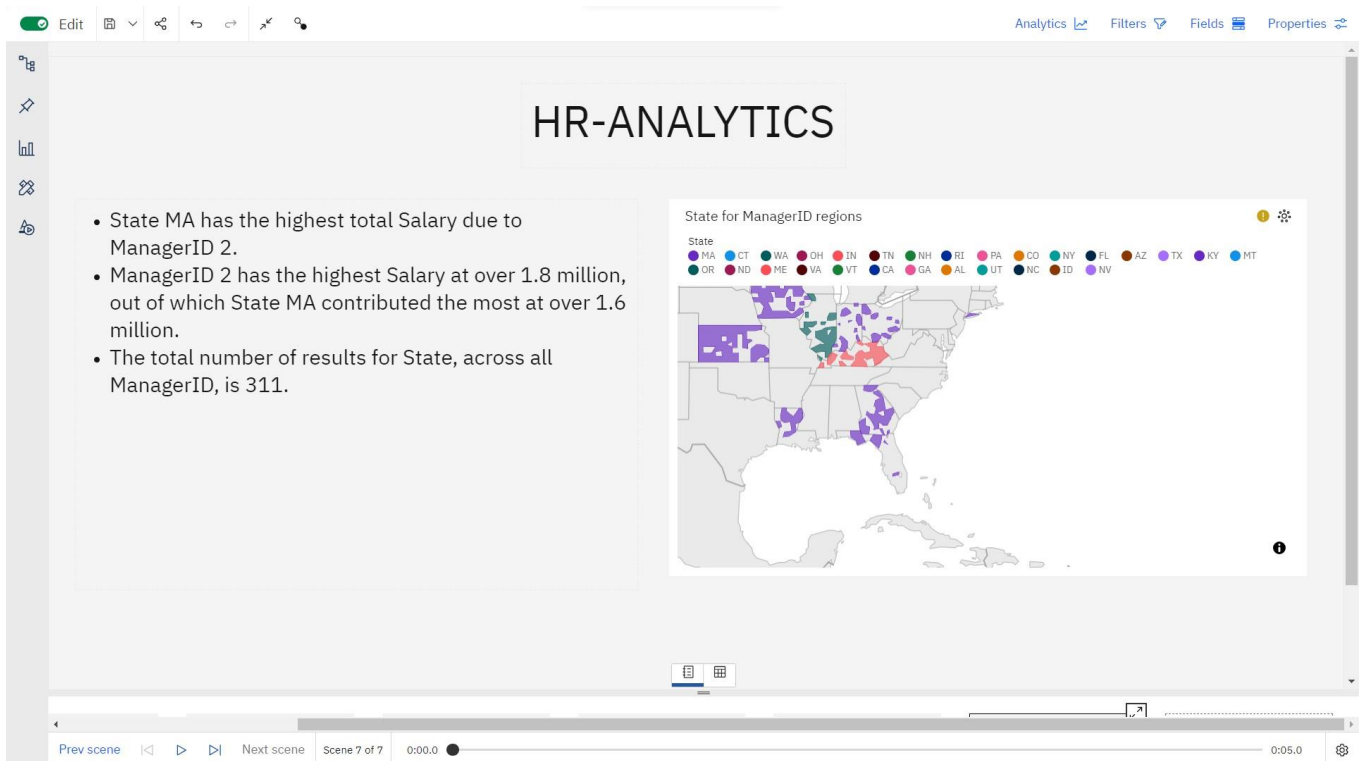 Edit
Analytics
Filters
Fields
Properties
HR-ANALYTICS
• State MA has the highest total Salary due to
ManagerID 2.
• ManagerID 2 has the highest Salary at over 1.8 million,
out of which State MA contributed the most at over 1.6
million.
• The total number of results for State, across all
ManagerID, is 311.
State for ManagerID regions
State
MA CT WA OH IN TN NH RI PA CO NY FL AZ TX KY MT
OR ND ME VA VT CA GA AL UT NC ID NV
Prev scene
Next scene
Scene 7 of 7
0:00.0
0:05.0